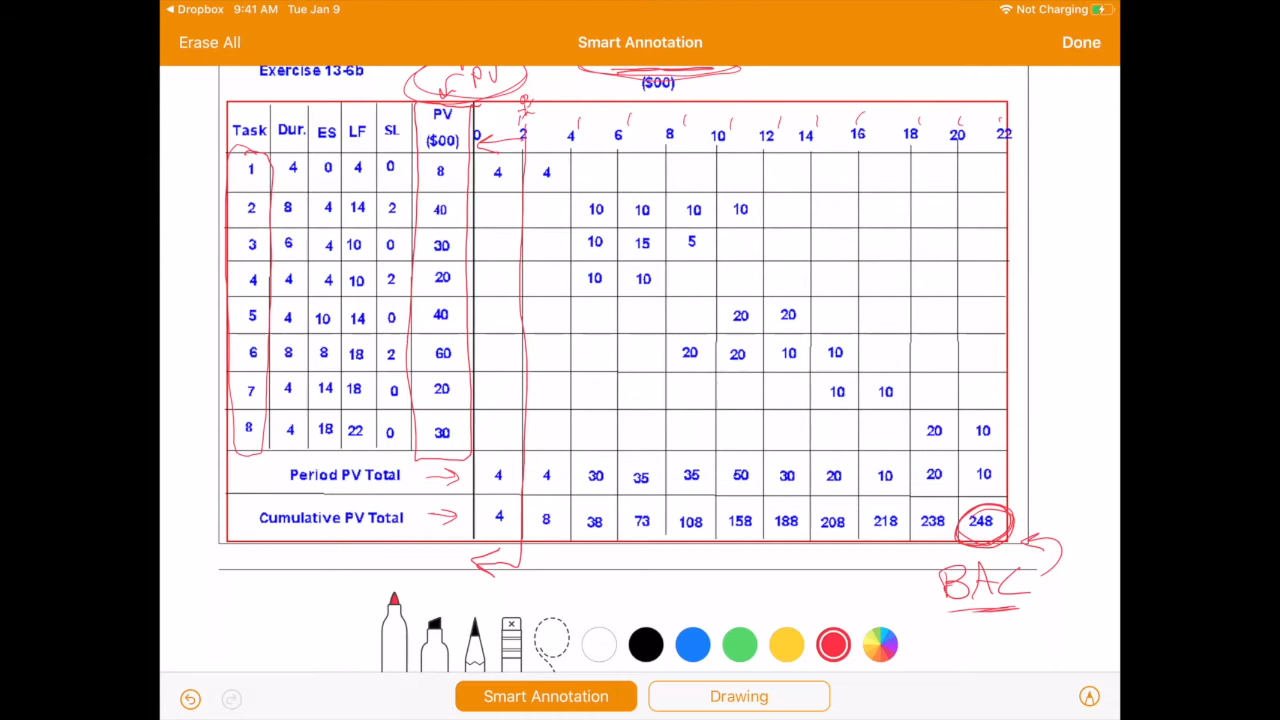 Dropbox 9:41 AM Tue Jan 9 Not Charging
Erase All Smart Annotation Done
Exercise 13-6b
PV
($00)
Task Dur. ES LF SL PV ($00) 0 2 4 6 8 10 12 14 16 18 20 22
1 4 0 4 0 8 4 4
2 8 4 14 2 40 10 10 10 10
3 6 4 10 0 30 10 15 5
4 4 4 10 2 20 10 10
5 4 10 14 0 40 20 20
6 8 8 18 2 60 20 20 10 10
7 4 14 18 0 20 10 10
8 4 18 22 0 30 20 10
Period PV Total 4 4 30 35 35 50 30 20 10 20 10
Cumulative PV Total 4 8 38 73 108 158 188 208 218 238 248
BAC
Smart Annotation Drawing